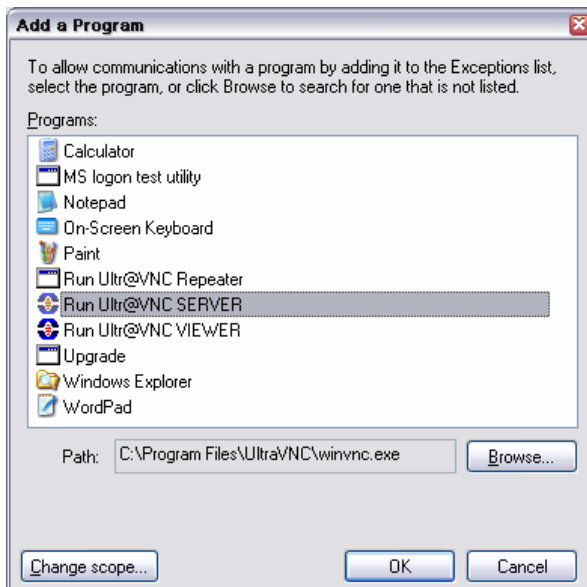 Add a Program
To allow communications with a program by adding it to the Exceptions list,
select the program, or click Browse to search for one that is not listed.
Programs:
Calculator
MS logon test utility
Notepad
On-Screen Keyboard
Paint
Run Ultr@VNC Repeater
Run Ultr@VNC SERVER
Run Ultr@VNC VIEWER
Upgrade
Windows Explorer
WordPad
Path: C:\Program Files\UltraVNC\winvnc.exe Browse...
Change scope... OK Cancel